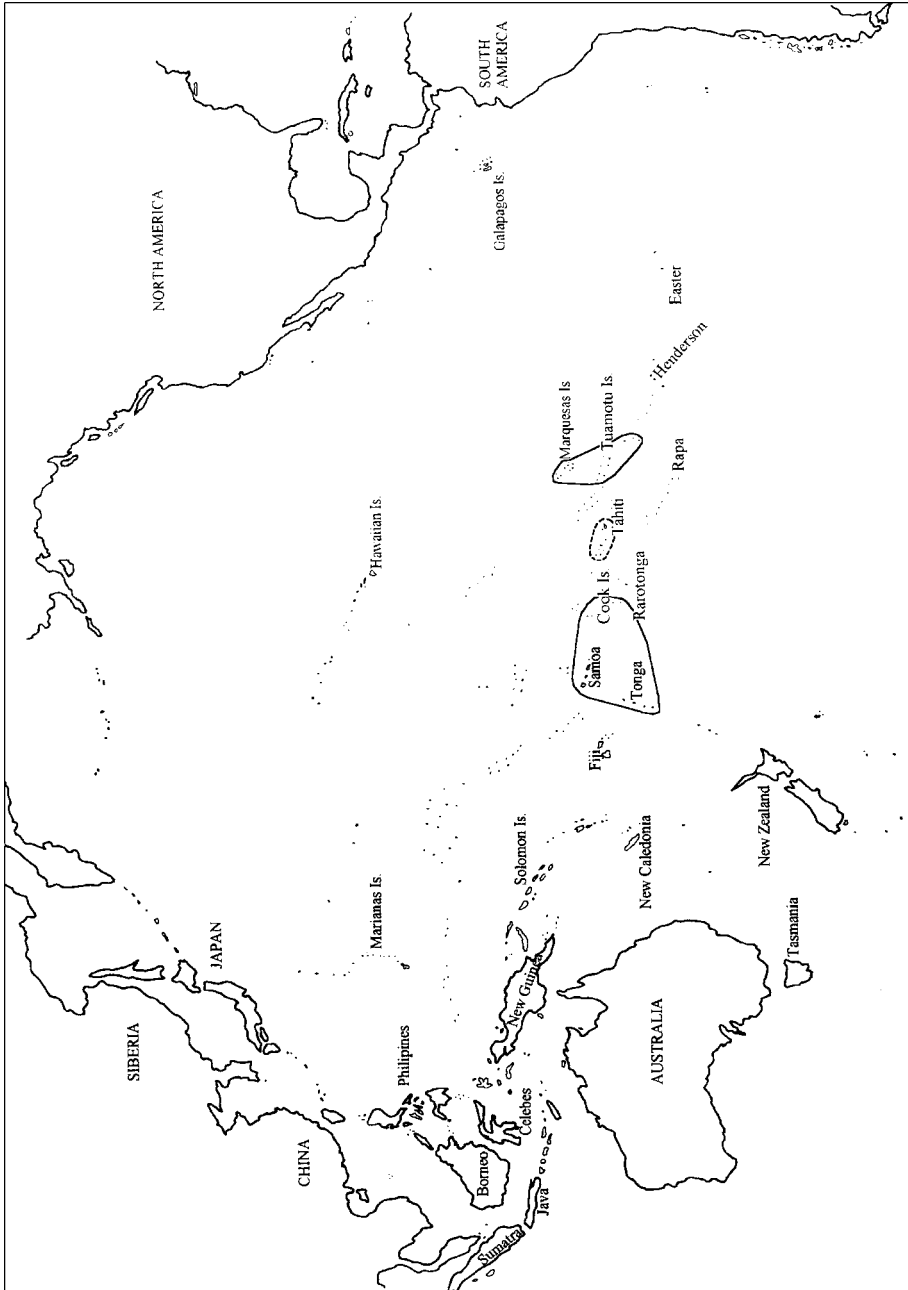 SIBERIA
JAPAN
CHINA
NORTH AMERICA
SOUTH
AMERICA
Philipines
Marianas Is.
Hawaiian Is.
Galapagos Is.
Sumatra
Borneo
Java
Celebes
New Guinea
Solomon Is.
Fiji
Samoa
Tonga
Cook Is.
Rarotonga
Tahiti
Marquesas Is
Tuamotu Is
Rapa
Henderson
Easter
New Caledonia
AUSTRALIA
Tasmania
New Zealand